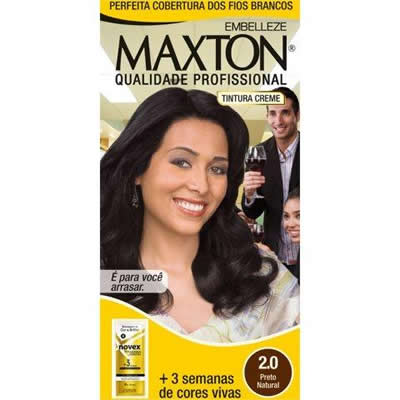 PERFEITA COBERTURA DOS FIOS BRANCOS
EMBELLEZE
MAXTON®
QUALIDADE PROFISSIONAL
TINTURA CREME
É para você
arrasar.
novex
+3
+ 3 semanas
de cores vivas
2.0
Preto
Natural